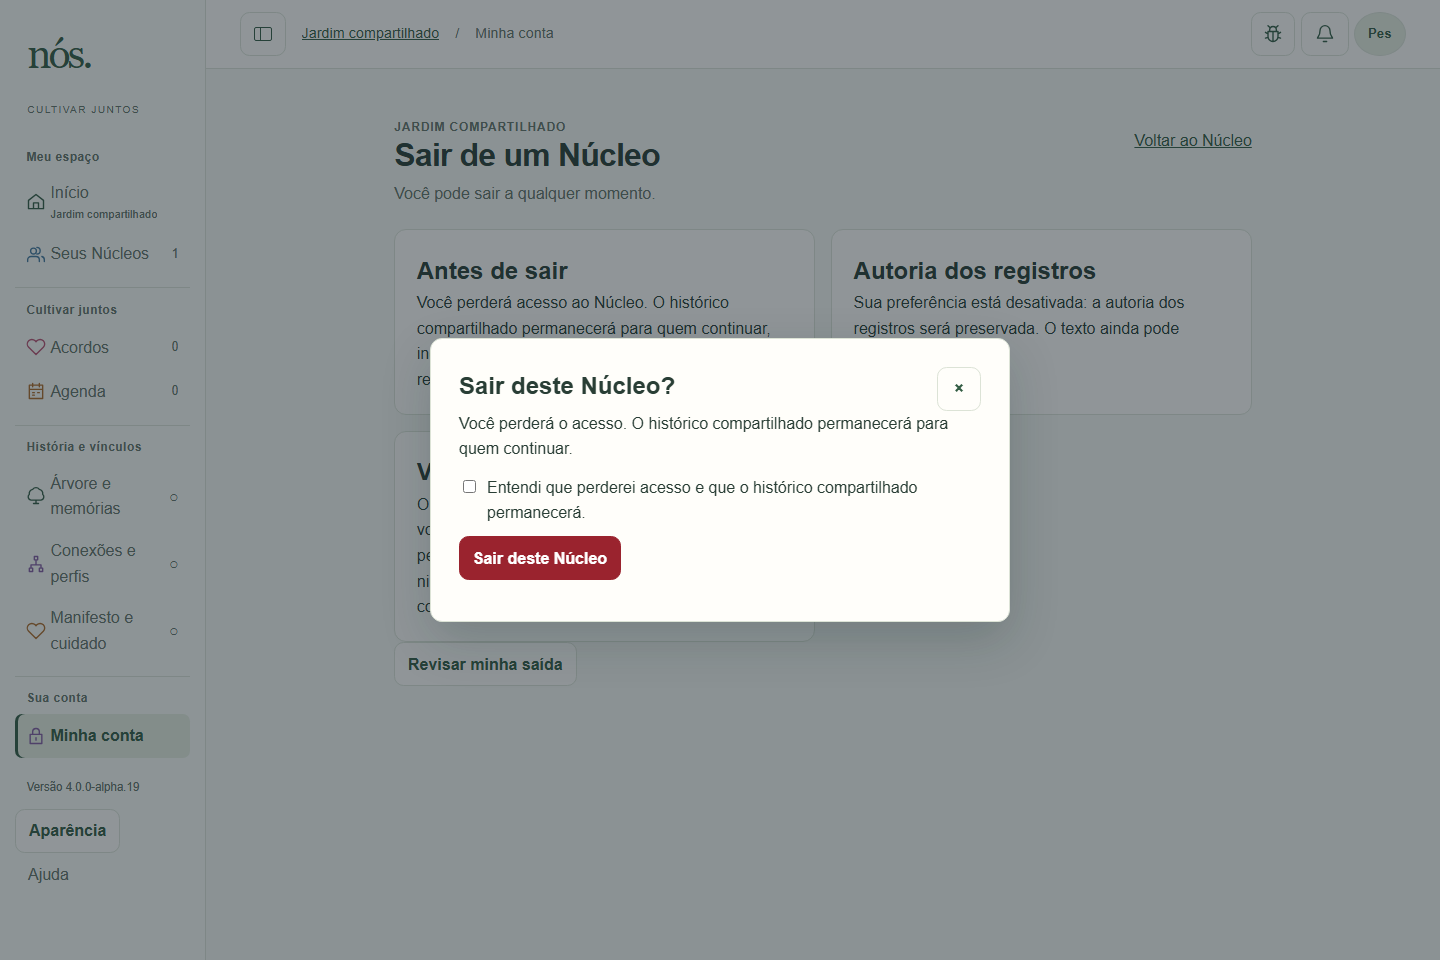 nós.
CULTIVAR JUNTOS
Meu espaço
Início
Jardim compartilhado
Seus Núcleos 1
Cultivar juntos
Acordos 0
Agenda 0
História e vínculos
Árvore e
memórias
Conexões e
perfis
Manifesto e
cuidado
Sua conta
Minha conta
Versão 4.0.0-alpha.19
Aparência
Ajuda
Jardim compartilhado / Minha conta
Pes
JARDIM COMPARTILHADO
Sair de um Núcleo
Você pode sair a qualquer momento.
Voltar ao Núcleo
Antes de sair
Você perderá acesso ao Núcleo. O histórico
compartilhado permanecerá para quem continuar,
Autoria dos registros
Sua preferência está desativada: a autoria dos
registros será preservada. O texto ainda pode
Sair deste Núcleo?
×
Você perderá o acesso. O histórico compartilhado permanecerá para
quem continuar.
Entendi que perderei acesso e que o histórico compartilhado
permanecerá.
Sair deste Núcleo
Revisar minha saída